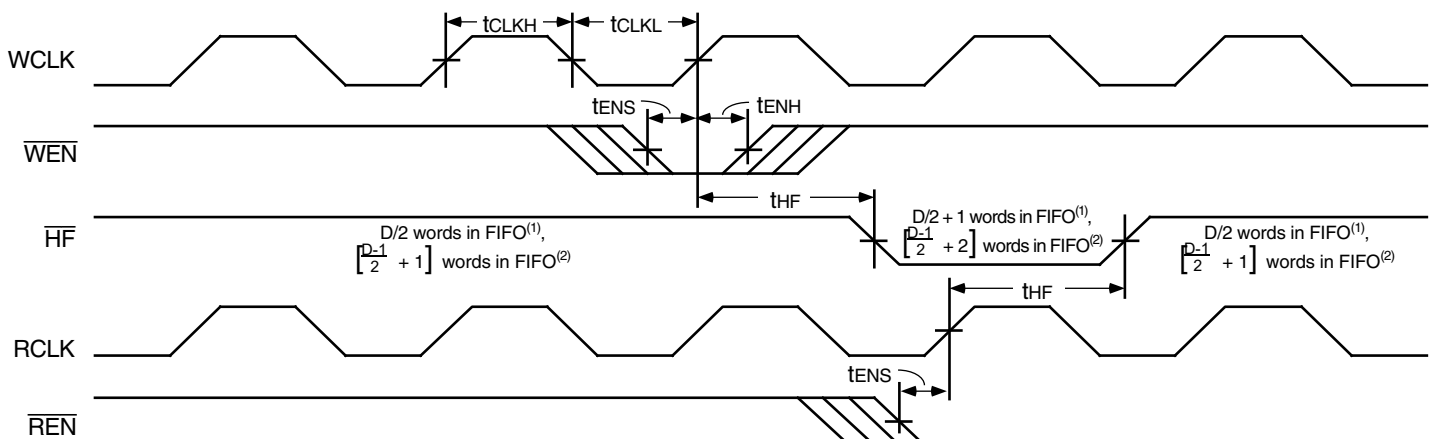 tCLKH
tCLKL
WCLK
tENS
tENH
WEN
tHF
HF
D/2 words in FIFO(1),
[D-1/2 + 1] words in FIFO(2)
D/2 + 1 words in FIFO(1),
[D-1/2 + 2] words in FIFO(2)
D/2 words in FIFO(1),
[D-1/2 + 1] words in FIFO(2)
tHF
RCLK
tENS
REN